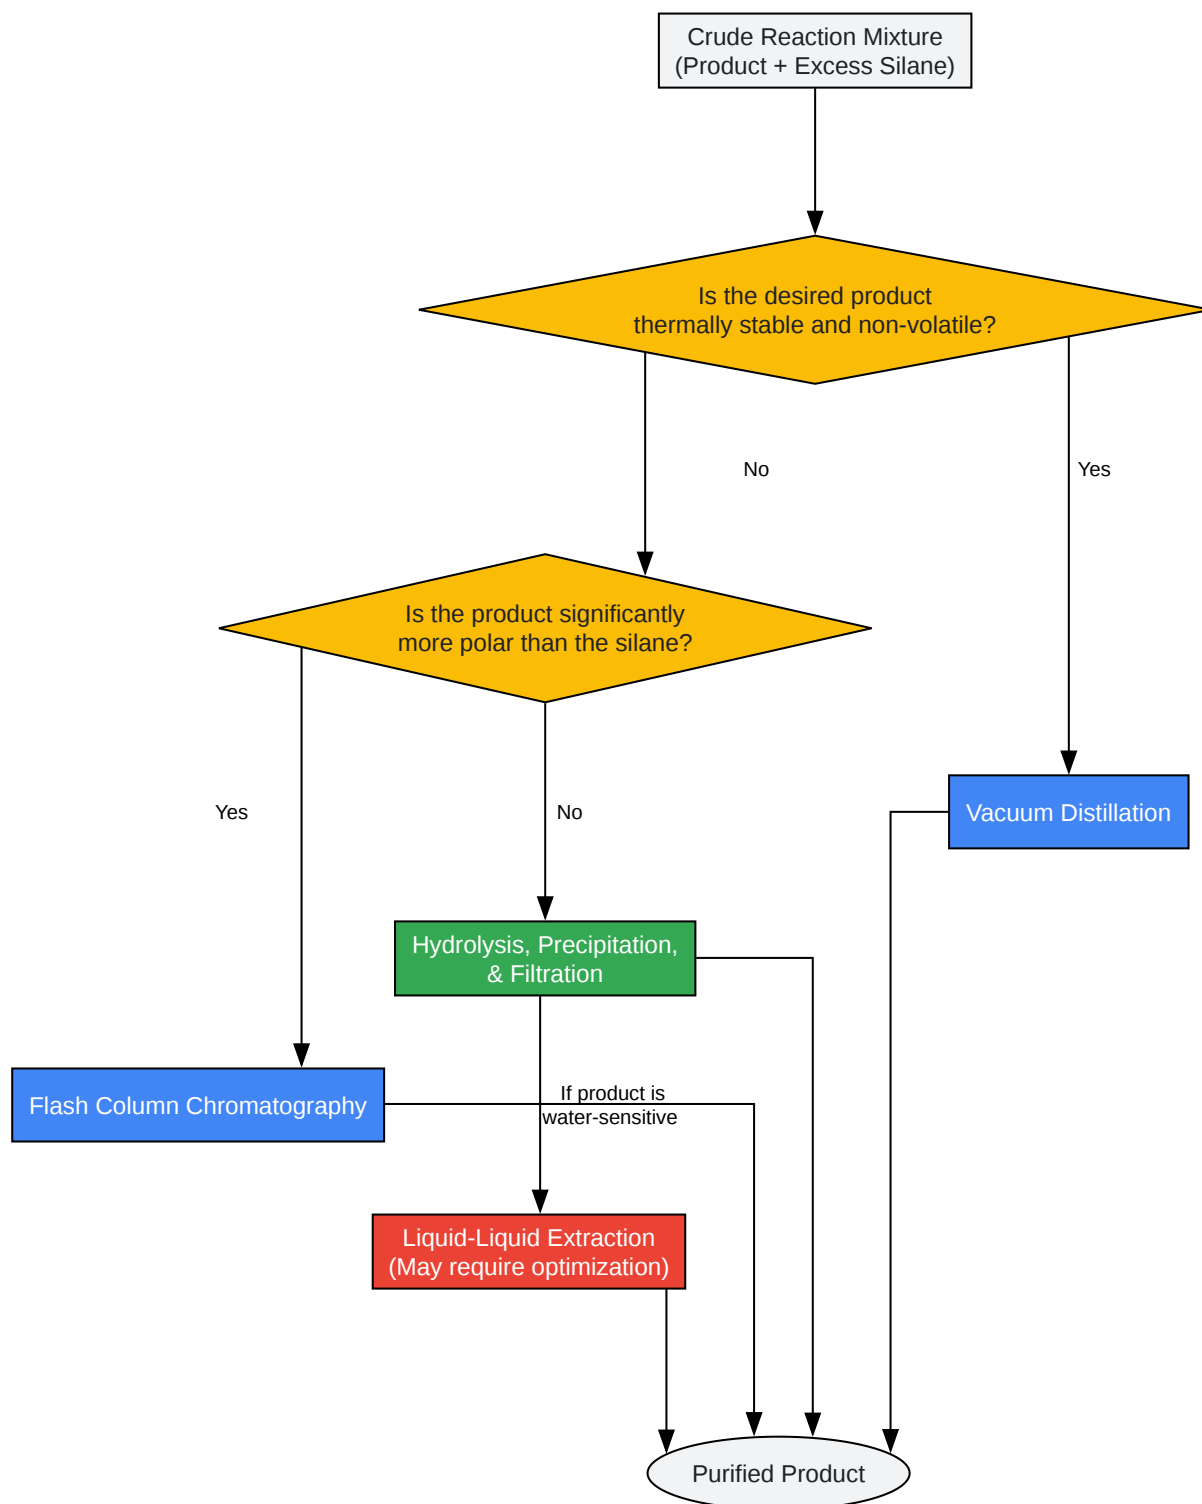 Crude Reaction Mixture
(Product + Excess Silane)
Is the desired product
thermally stable and non-volatile?
No
Yes
Is the product significantly
more polar than the silane?
Yes
No
Vacuum Distillation
Hydrolysis, Precipitation,
& Filtration
Flash Column Chromatography
If product is
water-sensitive
Liquid-Liquid Extraction
(May require optimization)
Purified Product